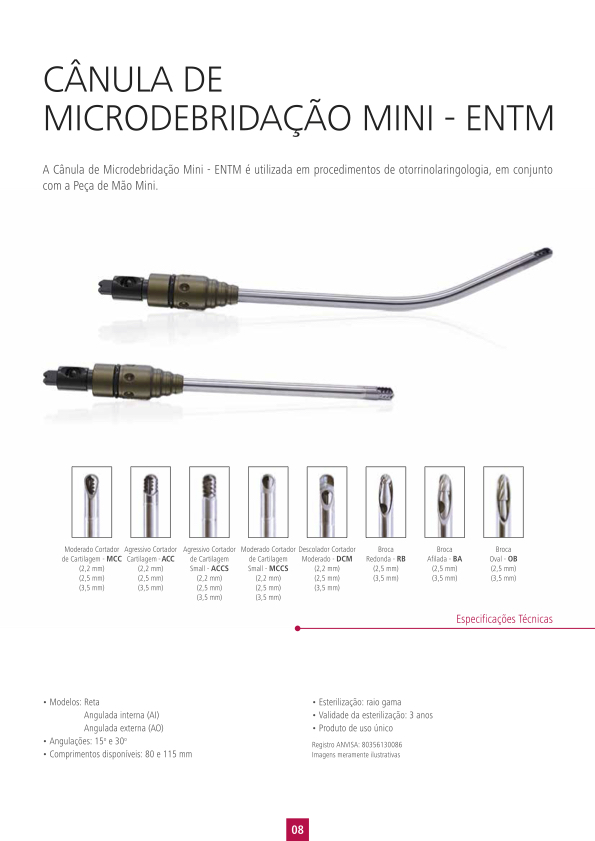 CÂNULA DE
MICRODEBRIDAÇÃO MINI - ENTM
A Cânula de Microdebridação Mini - ENTM é utilizada em procedimentos de otorrinolaringologia, em conjunto
com a Peça de Mão Mini.
Moderado Cortador
de Cartilagem - MCC
(2,2 mm)
(2,5 mm)
(3,5 mm)
Agressivo Cortador
Cartilagem - ACC
(2,2 mm)
(2,5 mm)
(3,5 mm)
Agressivo Cortador
de Cartilagem
Small - ACCS
(2,2 mm)
(2,5 mm)
(3,5 mm)
Moderado Cortador
de Cartilagem
Small - MCCS
(2,2 mm)
(2,5 mm)
(3,5 mm)
Descolador Cortador
Moderado - DCM
(2,2 mm)
(2,5 mm)
(3,5 mm)
Broca
Redonda - RB
(2,5 mm)
(3,5 mm)
Broca
Afilada - BA
(2,5 mm)
(3,5 mm)
Broca
Oval - OB
(2,5 mm)
(3,5 mm)
Especificações Técnicas
• Modelos: Reta
Angulada interna (AI)
Angulada externa (AO)
• Angulações: 15º e 30º
• Comprimentos disponíveis: 80 e 115 mm
• Esterilização: raio gama
• Validade da esterilização: 3 anos
• Produto de uso único
Registro ANVISA: 80356130086
Imagens meramente ilustrativas
08